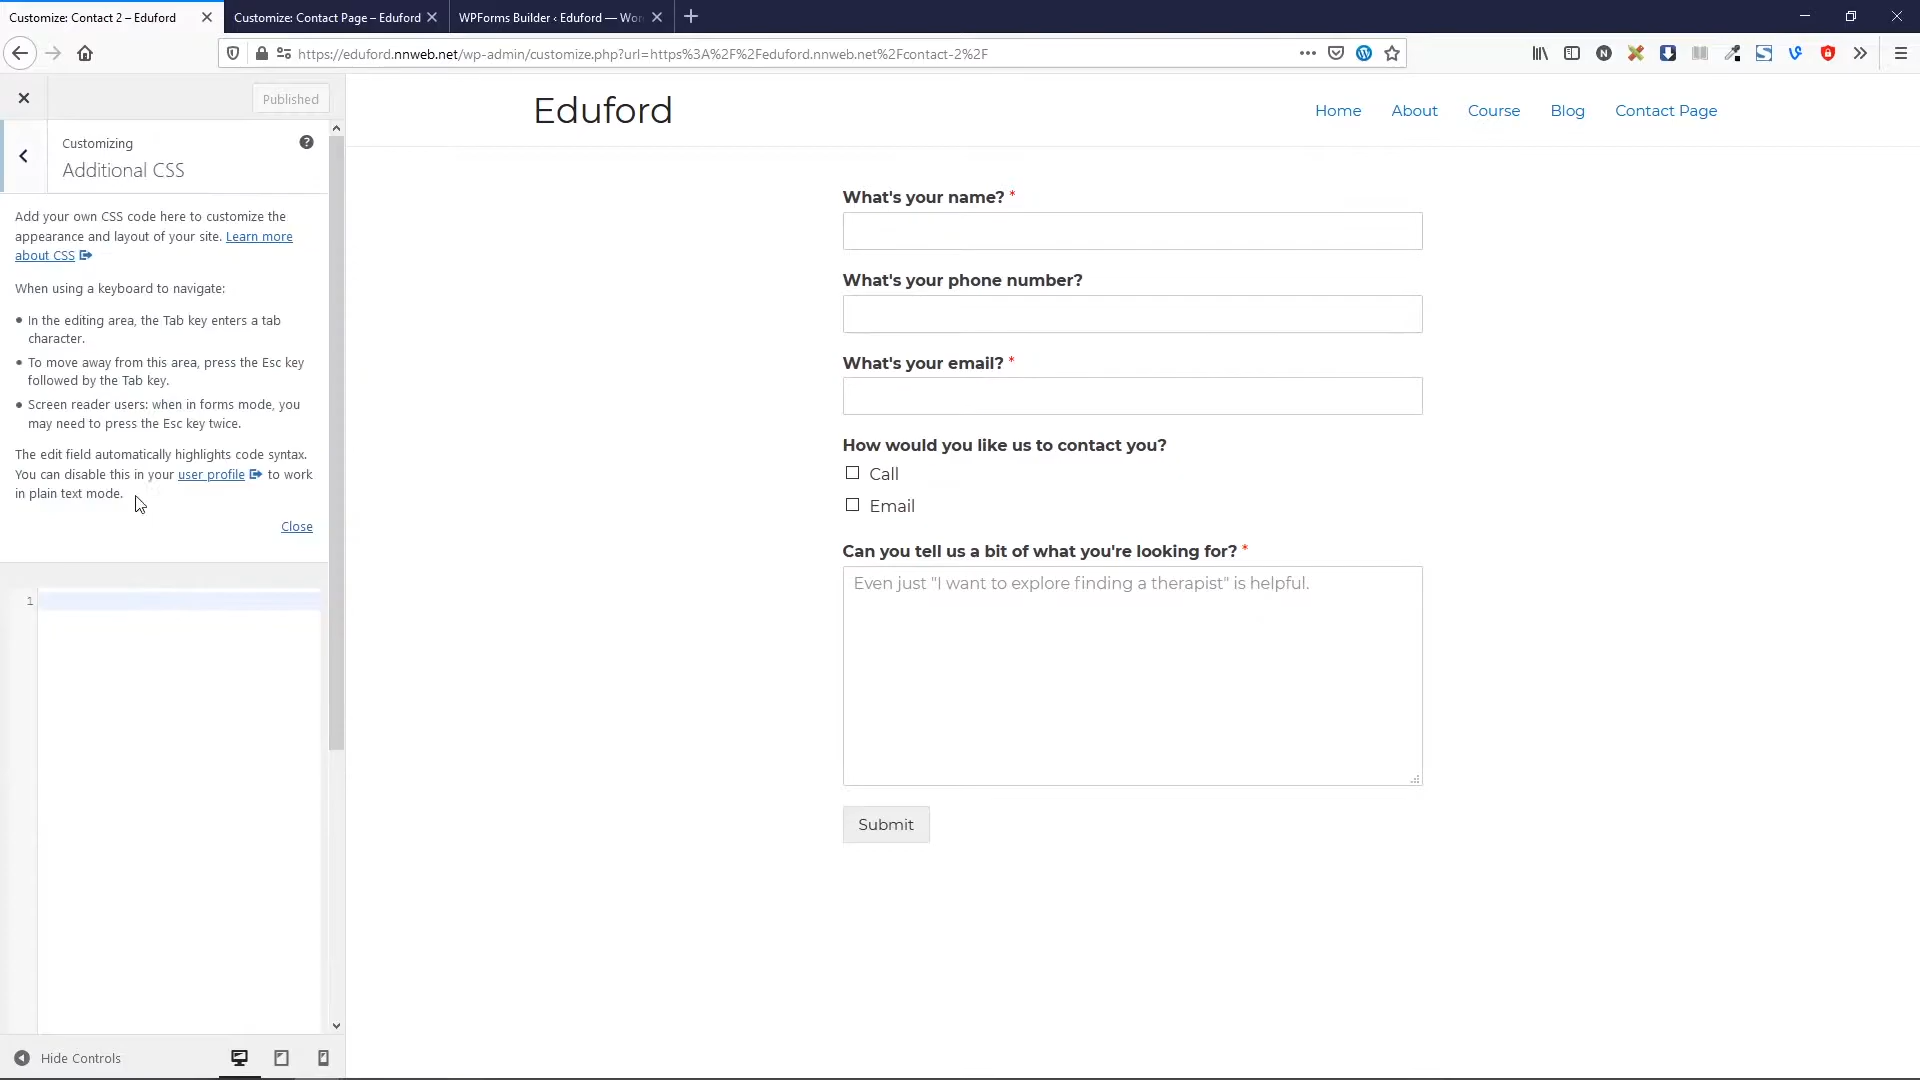 Customize: Contact 2 – Eduford
Customize: Contact Page – Eduford
WPForms Builder ‹ Eduford — Wor
https://eduford.nnweb.net/wp-admin/customize.php?url=https%3A%2F%2Feduford.nnweb.net%2Fcontact-2%2F
Published
Customizing
Additional CSS
Add your own CSS code here to customize the
appearance and layout of your site. Learn more
about CSS
When using a keyboard to navigate:
In the editing area, the Tab key enters a tab
character.
To move away from this area, press the Esc key
followed by the Tab key.
Screen reader users: when in forms mode, you
may need to press the Esc key twice.
The edit field automatically highlights code syntax.
You can disable this in your user profile to work
in plain text mode.
Close
1
Hide Controls
Eduford
Home About Course Blog Contact Page
What's your name? *
What's your phone number?
What's your email? *
How would you like us to contact you?
Call
Email
Can you tell us a bit of what you're looking for? *
Even just "I want to explore finding a therapist" is helpful.
Submit